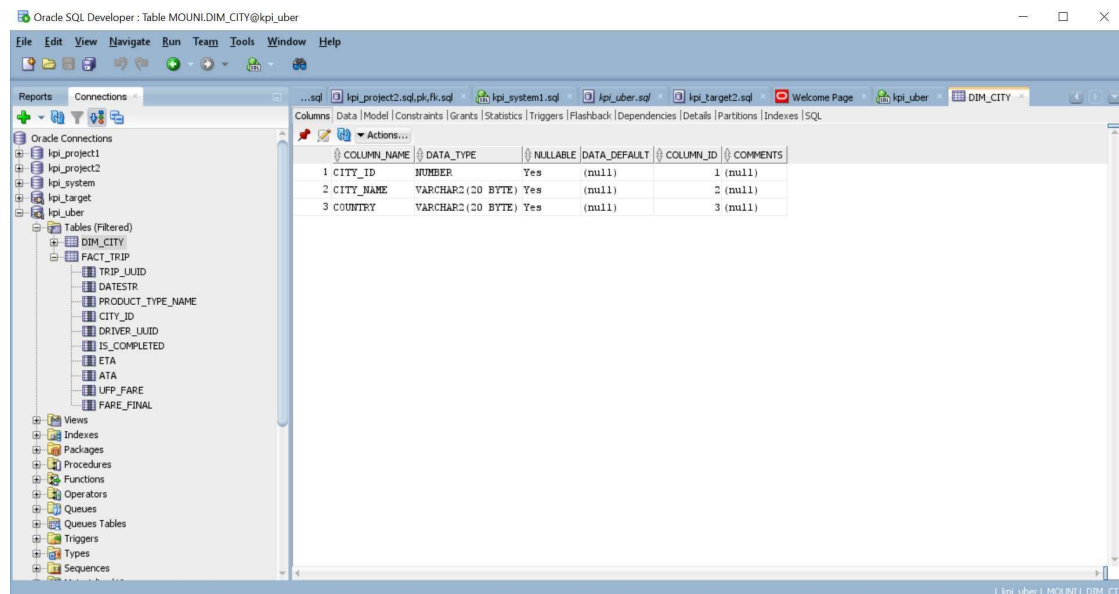 Oracle SQL Developer : Table MOUNI.DIM_CITY@kpi_uber
File Edit View Navigate Run Team Tools Window Help
Reports Connections
...sql kpi_project2.sql,pk,fk.sql kpi_system1.sql kpi_uber.sql kpi_target2.sql Welcome Page kpi_uber DIM_CITY
Columns Data Model Constraints Grants Statistics Triggers Flashback Dependencies Details Partitions Indexes SQL
Actions...
COLUMN_NAME DATA_TYPE NULLABLE DATA_DEFAULT COLUMN_ID COMMENTS
1 CITY_ID NUMBER Yes (null) 1 (null)
2 CITY_NAME VARCHAR2(20 BYTE) Yes (null) 2 (null)
3 COUNTRY VARCHAR2(20 BYTE) Yes (null) 3 (null)
Oracle Connections
kpi_project1
kpi_project2
kpi_system
kpi_target
kpi_uber
Tables (Filtered)
DIM_CITY
FACT_TRIP
TRIP_UUID
DATESTR
PRODUCT_TYPE_NAME
CITY_ID
DRIVER_UUID
IS_COMPLETED
ETA
ATA
UFP_FARE
FARE_FINAL
Views
Indexes
Packages
Procedures
Functions
Operators
Queues
Queues Tables
Triggers
Types
Sequences
| kpi_uber | MOUNI | DIM_CI